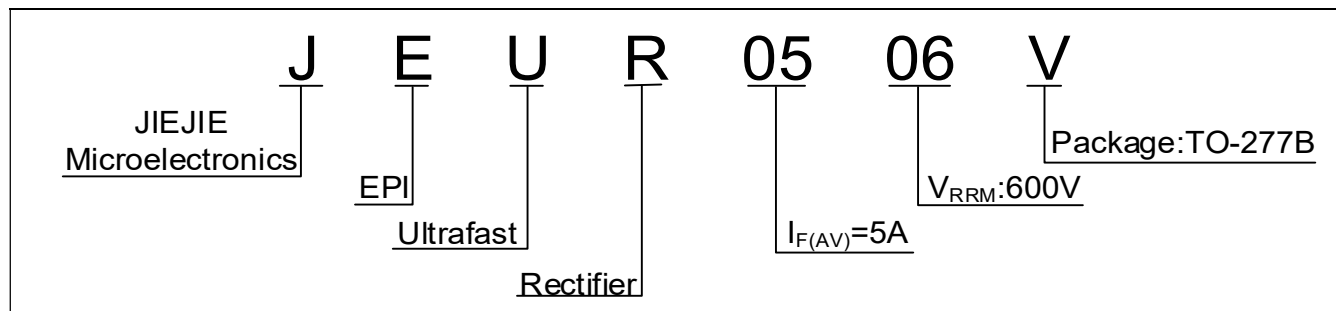 J E U R 05 06 V
JIEJIE
Microelectronics
Package:TO-277B
EPI
VRRM:600V
Ultrafast
IF(AV)=5A
Rectifier